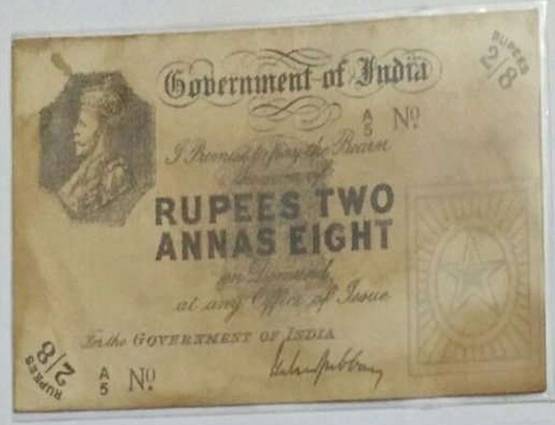 Government of India
RUPEES
2/8
A/5 Nº
I Promise to pay the Bearer
the sum of
RUPEES TWO
ANNAS EIGHT
on Demand
at any Office of Issue
For the GOVERNMENT OF INDIA
RUPEES
2/8
A/5 Nº